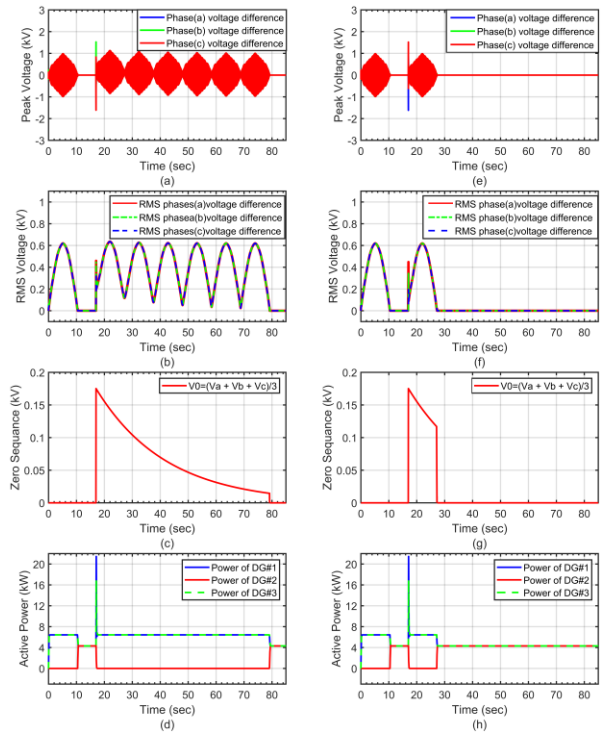 3
2
1
0
-1
-2
-3
Peak Voltage (kV)
Phase(a) voltage difference
Phase(b) voltage difference
Phase(c) voltage difference
0 10 20 30 40 50 60 70 80
Time (sec)
(a)
3
2
1
0
-1
-2
-3
Peak Voltage (kV)
Phase(a) voltage difference
Phase(b) voltage difference
Phase(c) voltage difference
0 10 20 30 40 50 60 70 80
Time (sec)
(e)
1
0.8
0.6
0.4
0.2
0
RMS Voltage (kV)
RMS phases(a)voltage difference
RMS phasea(b)voltage difference
RMS phases(c)voltage difference
0 10 20 30 40 50 60 70 80
Time (sec)
(b)
1
0.8
0.6
0.4
0.2
0
RMS Voltage (kV)
RMS phase(a)voltage difference
RMS phase(b)voltage difference
RMS phase(c)voltage difference
0 10 20 30 40 50 60 70 80
Time (sec)
(f)
0.2
0.15
0.1
0.05
0
Zero Sequance (kV)
V0=(Va + Vb + Vc)/3
0 10 20 30 40 50 60 70 80
Time (sec)
(c)
0.2
0.15
0.1
0.05
0
Zero Sequance (kV)
V0=(Va + Vb + Vc)/3
0 10 20 30 40 50 60 70 80
Time (sec)
(g)
20
16
12
8
4
0
Active Power (kW)
Power of DG#1
Power of DG#2
Power of DG#3
0 10 20 30 40 50 60 70 80
Time (sec)
(d)
20
16
12
8
4
0
Active Power (kW)
Power of DG#1
Power of DG#2
Power of DG#3
0 10 20 30 40 50 60 70 80
Time (sec)
(h)